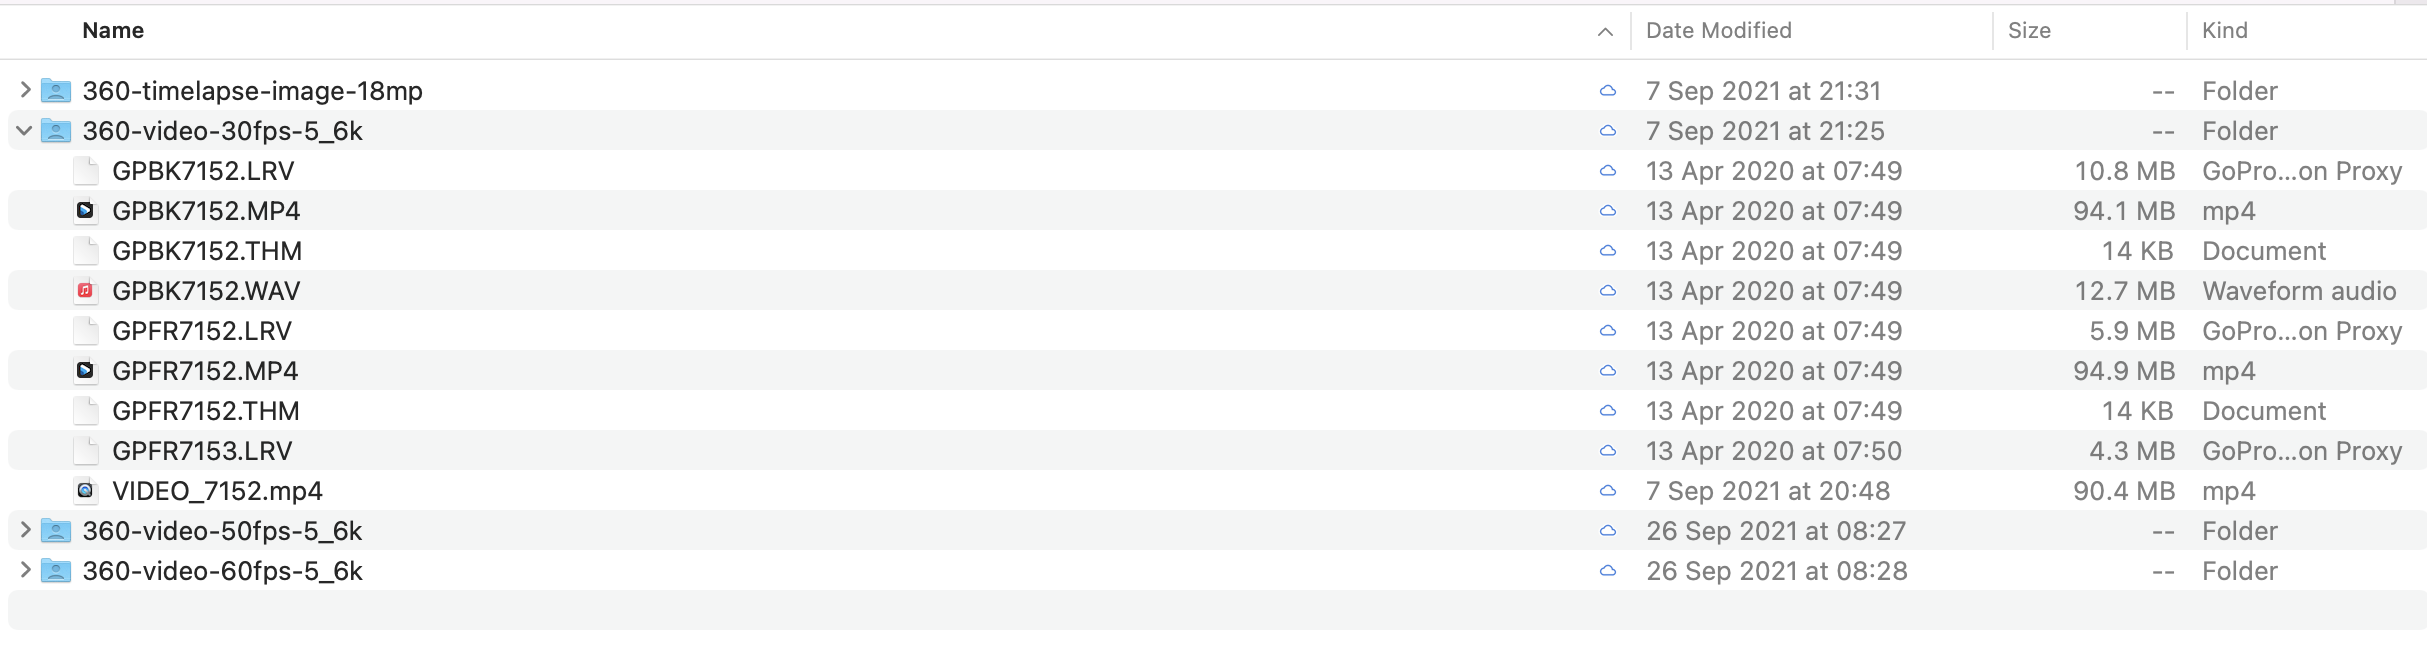 Name Date Modified Size Kind
360-timelapse-image-18mp 7 Sep 2021 at 21:31 -- Folder
360-video-30fps-5_6k 7 Sep 2021 at 21:25 -- Folder
GPBK7152.LRV 13 Apr 2020 at 07:49 10.8 MB GoPro...on Proxy
GPBK7152.MP4 13 Apr 2020 at 07:49 94.1 MB mp4
GPBK7152.THM 13 Apr 2020 at 07:49 14 KB Document
GPBK7152.WAV 13 Apr 2020 at 07:49 12.7 MB Waveform audio
GPFR7152.LRV 13 Apr 2020 at 07:49 5.9 MB GoPro...on Proxy
GPFR7152.MP4 13 Apr 2020 at 07:49 94.9 MB mp4
GPFR7152.THM 13 Apr 2020 at 07:49 14 KB Document
GPFR7153.LRV 13 Apr 2020 at 07:50 4.3 MB GoPro...on Proxy
VIDEO_7152.mp4 7 Sep 2021 at 20:48 90.4 MB mp4
360-video-50fps-5_6k 26 Sep 2021 at 08:27 -- Folder
360-video-60fps-5_6k 26 Sep 2021 at 08:28 -- Folder